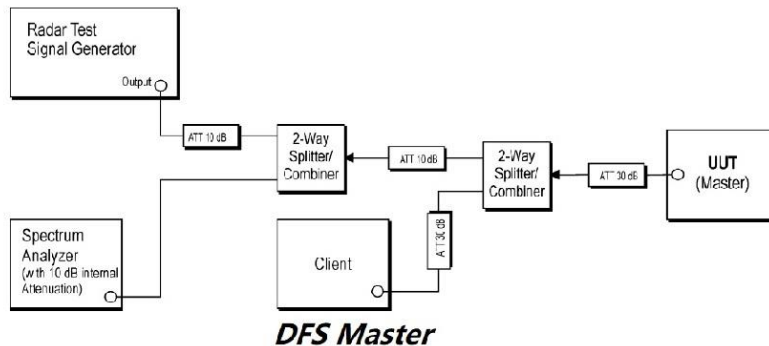 Radar Test
Signal Generator
Output
ATT 10 dB
2-Way
Splitter/
Combiner
ATT 10 dB
2-Way
Splitter/
Combiner
ATT 30 dB
UUT
(Master)
Spectrum
Analyzer
(with 10 dB internal
Attenuation)
Client
ATT 30 dB
DFS Master